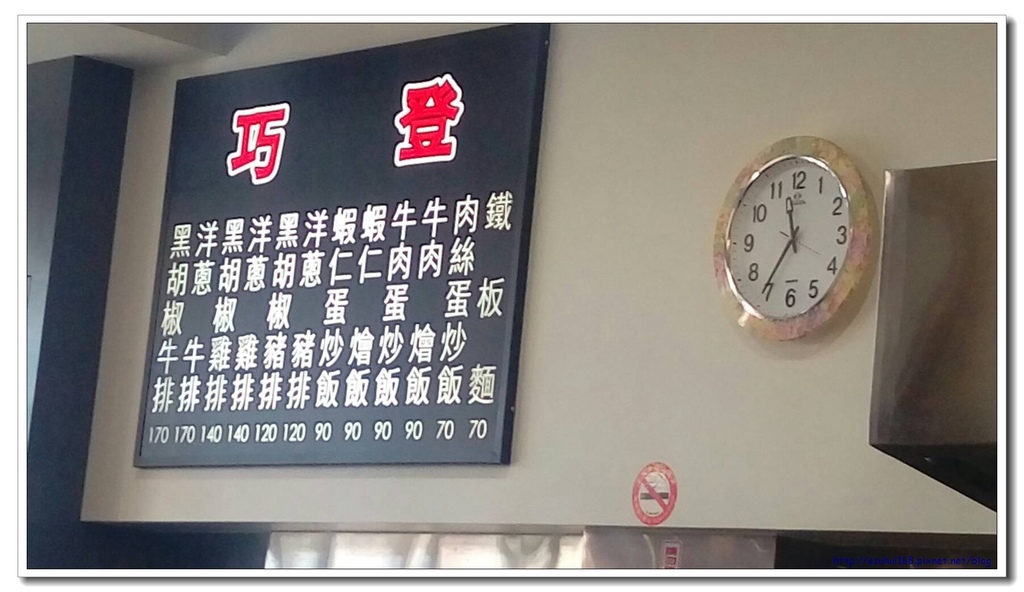 巧登
鐵板麵 70
肉絲蛋炒飯 70
牛肉燴飯 90
牛肉蛋炒飯 90
蝦仁燴飯 90
蝦仁蛋炒飯 90
洋蔥豬排 120
黑胡椒豬排 120
洋蔥雞排 140
黑胡椒雞排 140
洋蔥牛排 170
黑胡椒牛排 170
12
1
2
3
4
5
6
7
8
9
10
11